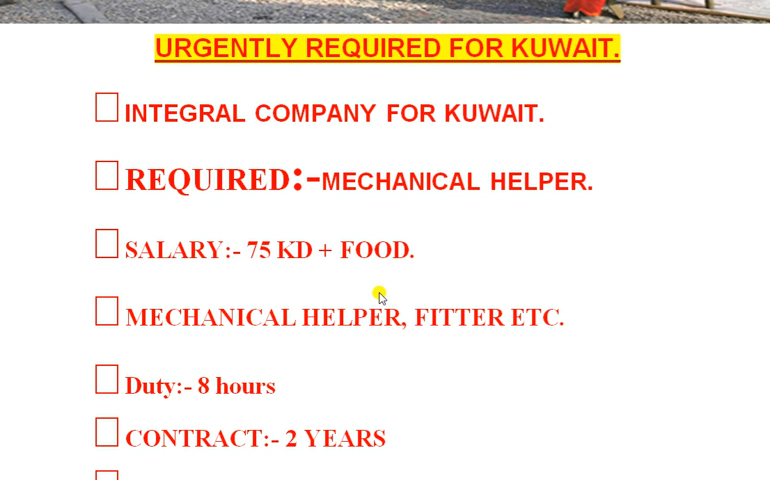 URGENTLY REQUIRED FOR KUWAIT.
INTEGRAL COMPANY FOR KUWAIT.
REQUIRED:-MECHANICAL HELPER.
SALARY:- 75 KD + FOOD.
MECHANICAL HELPER, FITTER ETC.
Duty:- 8 hours
CONTRACT:- 2 YEARS